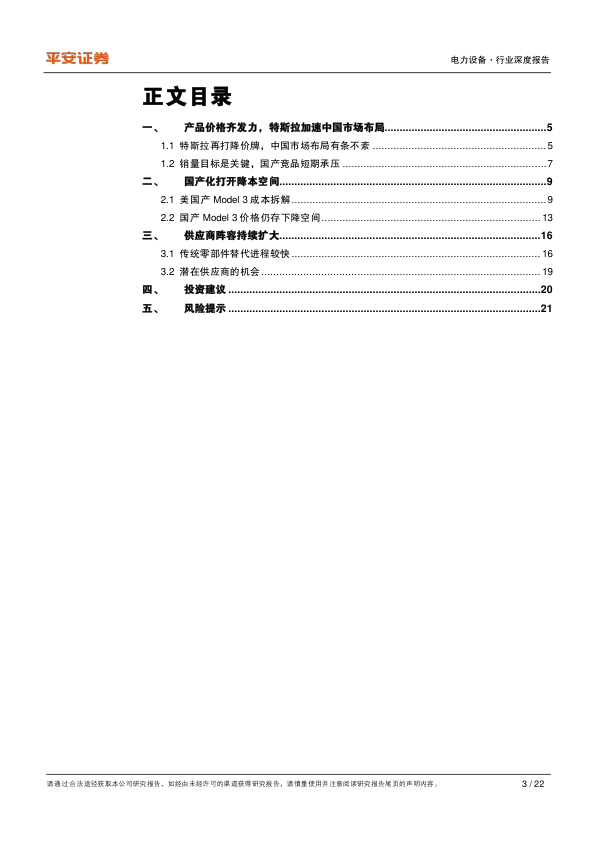 平安证券
电力设备·行业深度报告
正文目录
一、 产品价格齐发力，特斯拉加速中国市场布局......................................................5
1.1 特斯拉再打降价牌，中国市场布局有条不紊...........................................................5
1.2 销量目标是关键，国产竞品短期承压.....................................................................7
二、 国产化打开降本空间.........................................................................................9
2.1 美国产 Model 3 成本拆解......................................................................................9
2.2 国产 Model 3 价格仍存下降空间..........................................................................13
三、 供应商阵容持续扩大.......................................................................................16
3.1 传统零部件替代进程较快....................................................................................16
3.2 潜在供应商的机会..............................................................................................19
四、 投资建议........................................................................................................20
五、 风险提示........................................................................................................21
请通过合法途径获取本公司研究报告，如经由未经许可的渠道获得研究报告，请慎重使用并注意阅读研究报告尾页的声明内容。
3 / 22